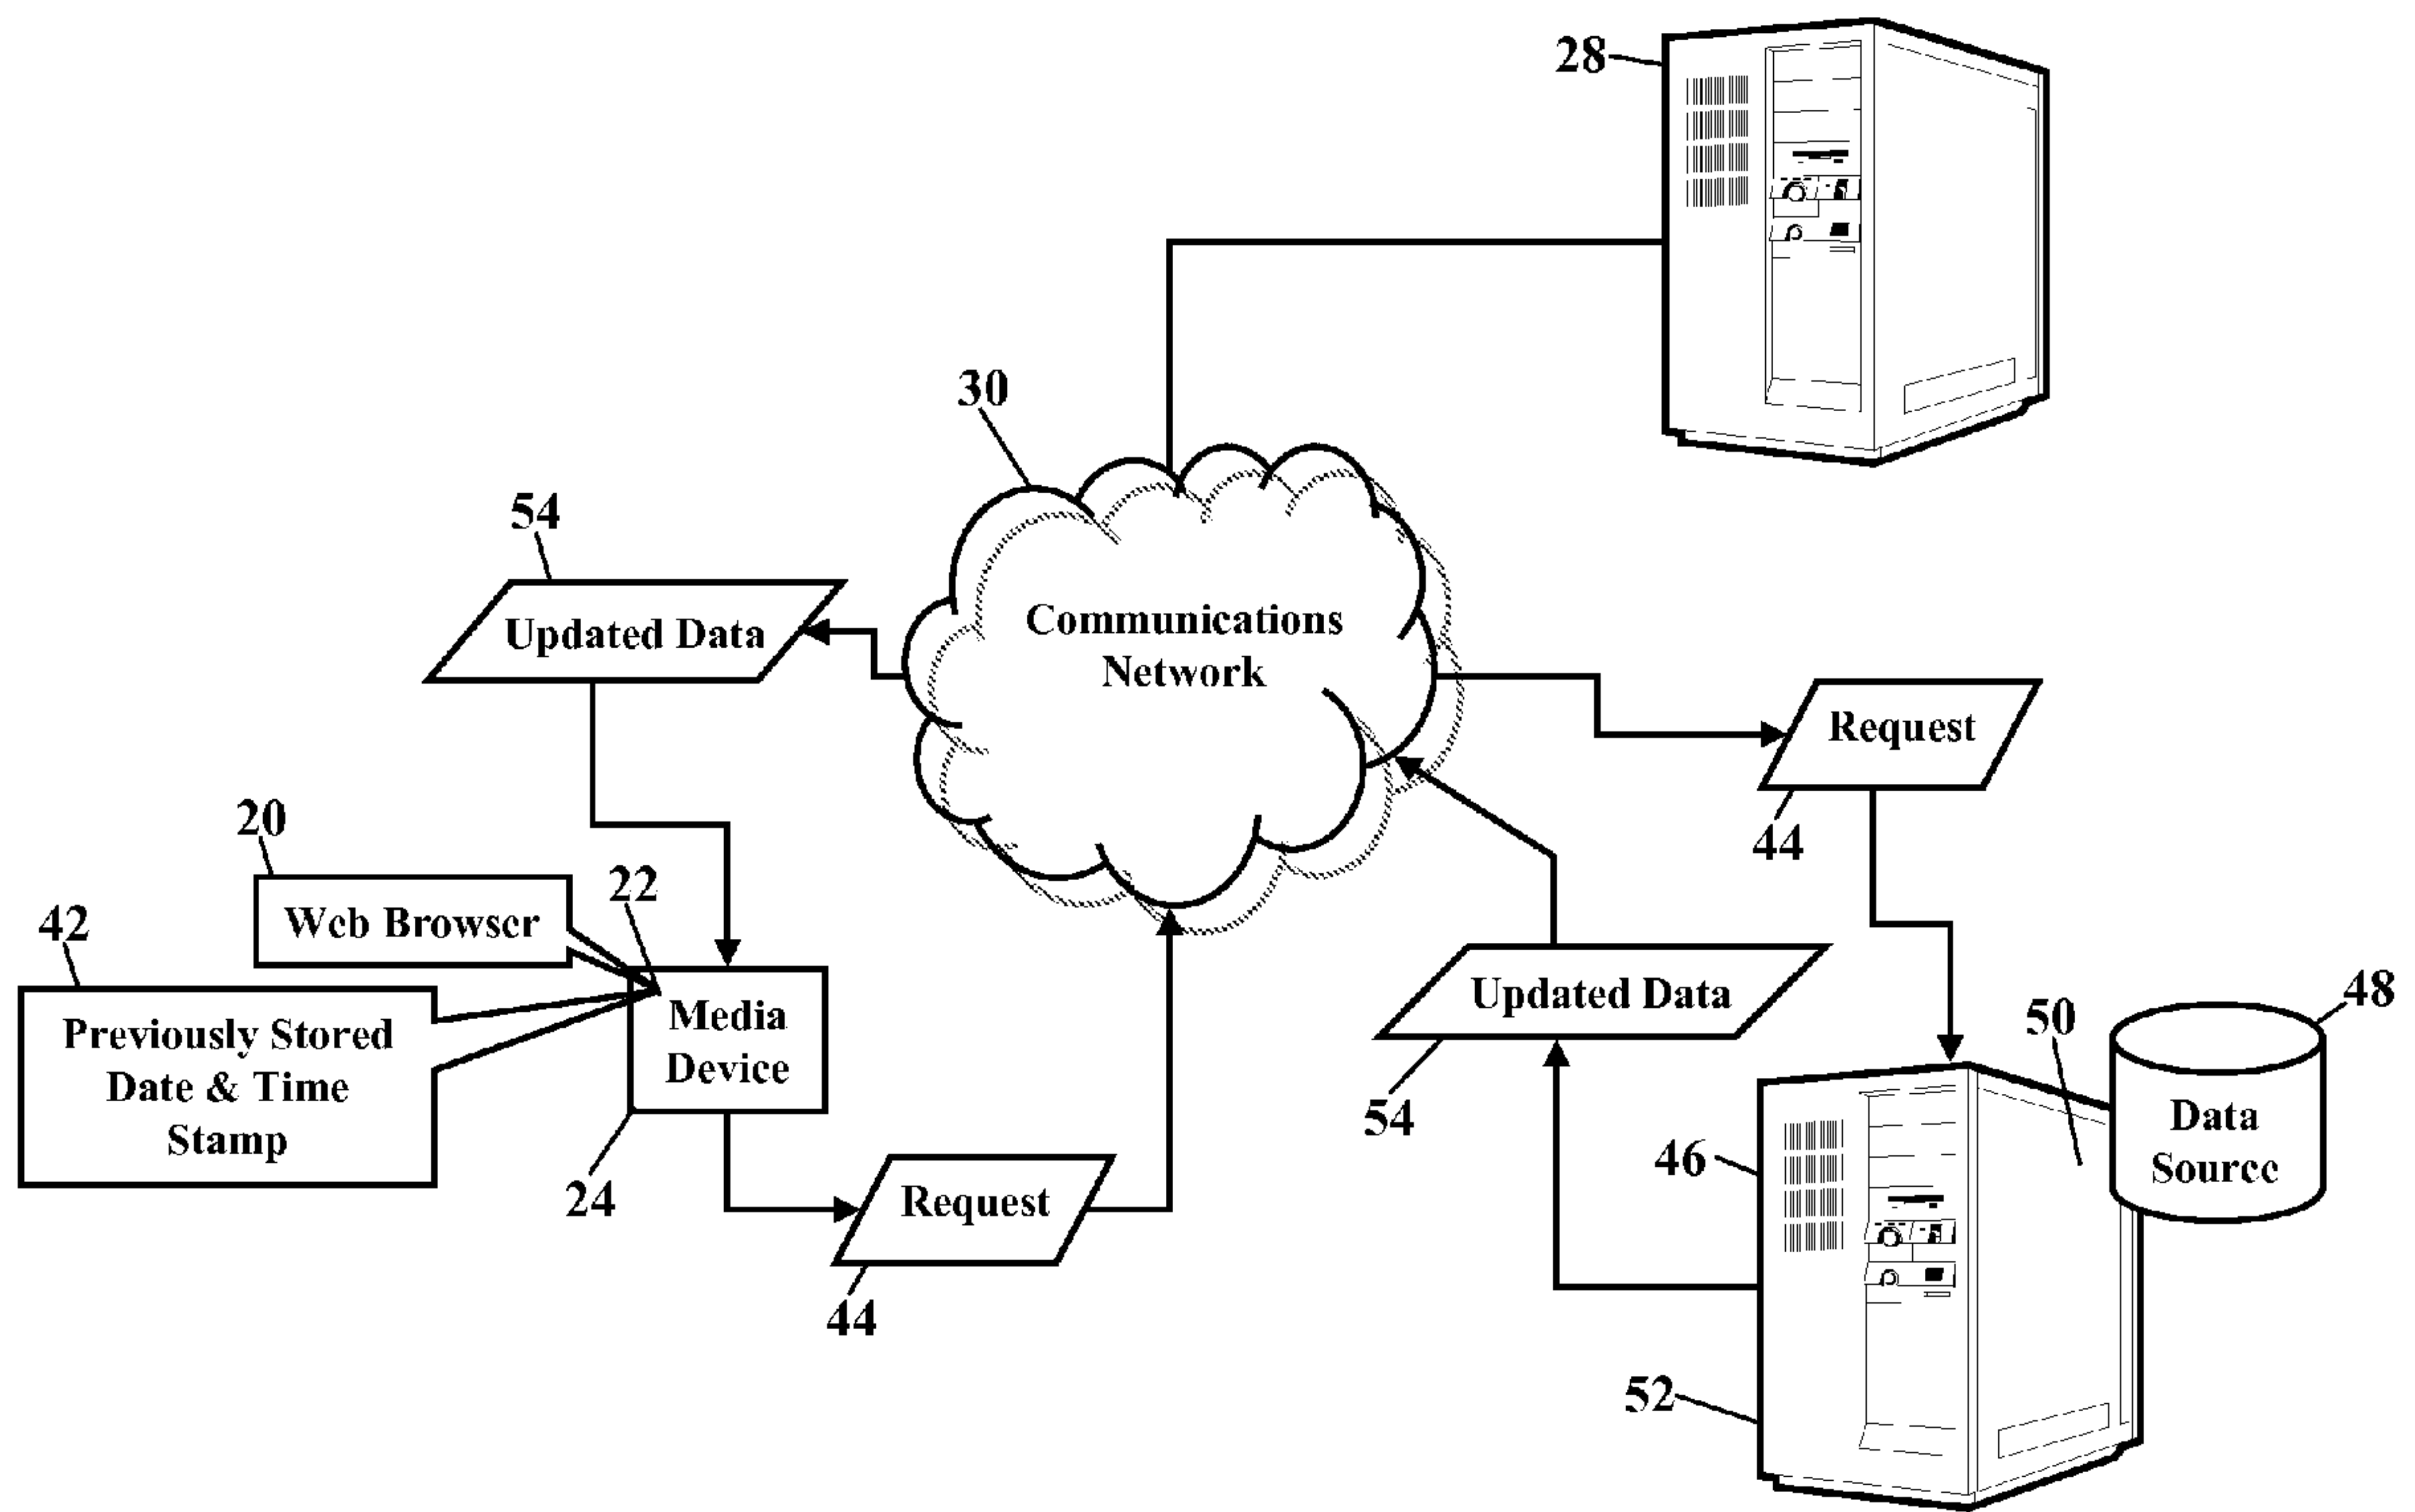 28
30
54
Updated Data
Communications
Network
Request
44
20
Web Browser
22
42
Previously Stored
Date & Time
Stamp
Media
Device
24
Request
44
Updated Data
54
50
48
Data
Source
46
52